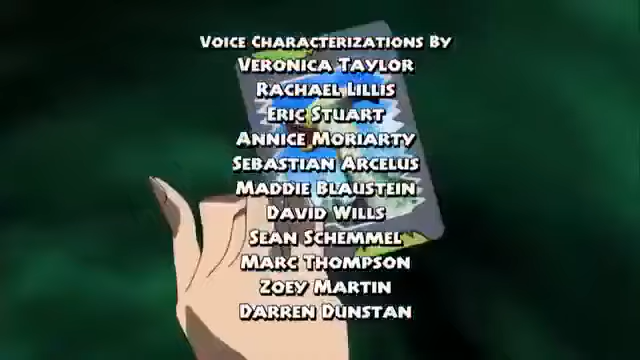 Voice Characterizations By
Veronica Taylor
Rachael Lillis
Eric Stuart
Annice Moriarty
Sebastian Arcelus
Maddie Blaustein
David Wills
Sean Schemmel
Marc Thompson
Zoey Martin
Darren Dunstan